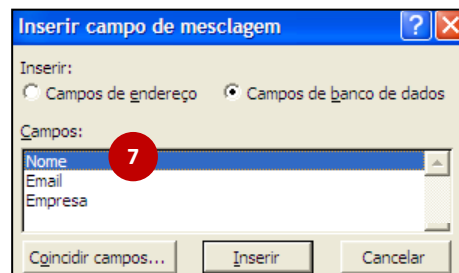 Inserir campo de mesclagem ?
Inserir:
Campos de endereço Campos de banco de dados
Campos:
Nome 7
Email
Empresa
Coincidir campos... Inserir Cancelar